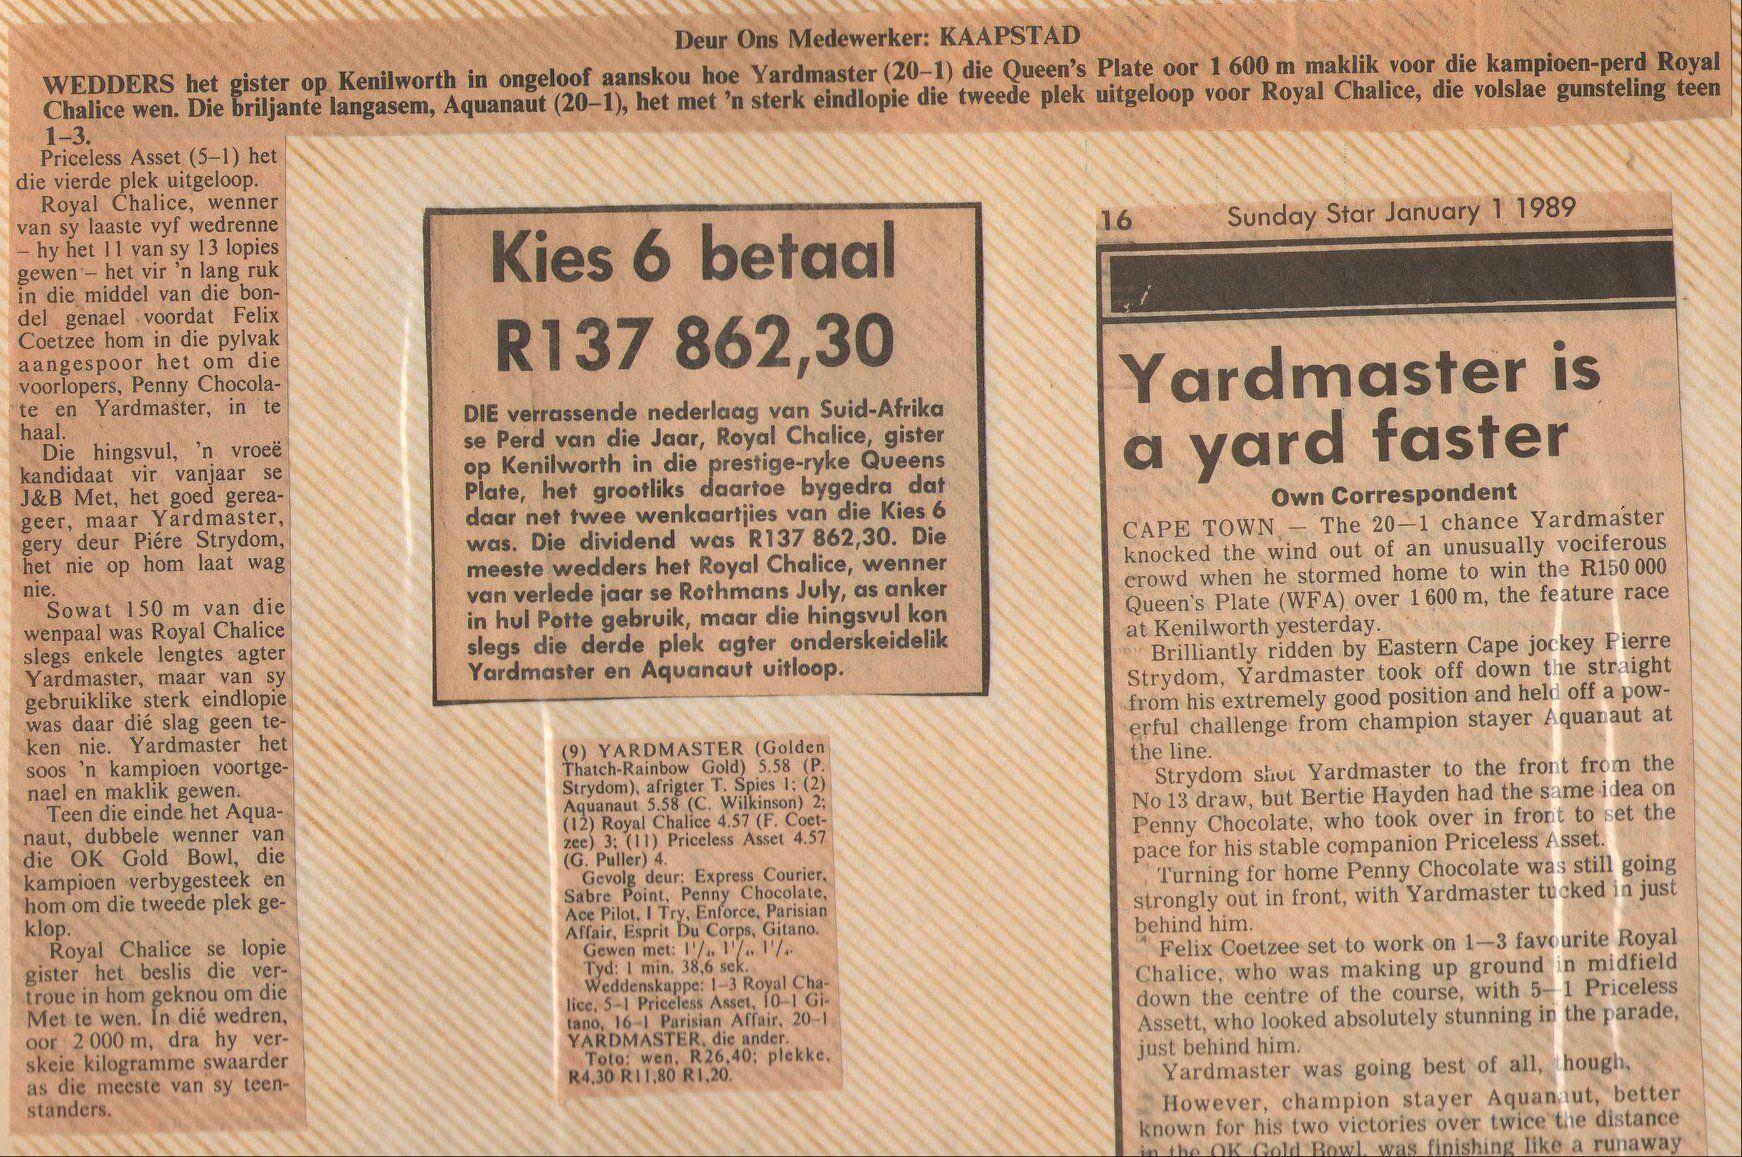 Deur Ons Medewerker: KAAPSTAD
WEDDERS het gister op Kenilworth in ongeloof aanskou hoe Yardmaster (20–1) die Queen's Plate oor 1 600 m maklik voor die kampioen-perd Royal
Chalice wen. Die briljante langasem, Aquanaut (20–1), het met 'n sterk eindlopie die tweede plek uitgeloop voor Royal Chalice, die volslae gunsteling teen
1–3.
Priceless Asset (5–1) het
die vierde plek uitgeloop.
Royal Chalice, wenner
van sy laaste vyf wedrenne
– hy het 11 van sy 13 lopies
gewen – het vir 'n lang ruk
in die middel van die bon-
del genael voordat Felix
Coetzee hom in die pylvak
aangespoor het om die
voorlopers, Penny Chocola-
te en Yardmaster, in te
haal.
Die hingsvul, 'n vroeë
kandidaat vir vanjaar se
J&B Met, het goed gerea-
geer, maar Yardmaster,
gery deur Piére Strydom,
het nie op hom laat wag
nie.
Sowat 150 m van die
wenpaal was Royal Chalice
slegs enkele lengtes agter
Yardmaster, maar van sy
gebruiklike sterk eindlopie
was daar dié slag geen te-
ken nie. Yardmaster het
soos 'n kampioen voortge-
nael en maklik gewen.
Teen die einde het Aqua-
naut, dubbele wenner van
die OK Gold Bowl, die
kampioen verbygesteek en
hom om die tweede plek ge-
klop.
Royal Chalice se lopie
gister het beslis die ver-
troue in hom geknou om die
Met te wen. In dié wedren,
oor 2 000 m, dra hy ver-
skeie kilogramme swaarder
as die meeste van sy teen-
standers.
Kies 6 betaal
R137 862,30
DIE verrassende nederlaag van Suid-Afrika
se Perd van die Jaar, Royal Chalice, gister
op Kenilworth in die prestige-ryke Queens
Plate, het grootliks daartoe bygedra dat
daar net twee wenkaartjies van die Kies 6
was. Die dividend was R137 862,30. Die
meeste wedders het Royal Chalice, wenner
van verlede jaar se Rothmans July, as anker
in hul Potte gebruik, maar die hingsvul kon
slegs die derde plek agter onderskeidelik
Yardmaster en Aquanaut uitloop.
(9) YARDMASTER (Golden
Thatch-Rainbow Gold) 5.58 (P.
Strydom), afrigter T. Spies 1; (2)
Aquanaut 5.58 (C. Wilkinson) 2;
(12) Royal Chalice 4.57 (F. Coet-
zee) 3; (11) Priceless Asset 4.57
(G. Puller) 4.
Gevolg deur: Express Courier,
Sabre Point, Penny Chocolate,
Ace Pilot, I Try, Enforce, Parisian
Affair, Esprit Du Corps, Gitano.
Gewen met:
Tyd: 1 min. 38,6 sek.
Weddenskappe: 1–3 Royal Cha-
lice, 5–1 Priceless Asset, 10–1 Gi-
tano, 16–1 Parisian Affair, 20–1
YARDMASTER, die ander.
Toto: wen, R26,40; plekke,
R4,30 R11,80 R1,20.
16 Sunday Star January 1 1989
Yardmaster is
a yard faster
Own Correspondent
CAPE TOWN — The 20—1 chance Yardmaster
knocked the wind out of an unusually vociferous
crowd when he stormed home to win the R150 000
Queen's Plate (WFA) over 1 600 m, the feature race
at Kenilworth yesterday.
Brilliantly ridden by Eastern Cape jockey Pierre
Strydom, Yardmaster took off down the straight
from his extremely good position and held off a pow-
erful challenge from champion stayer Aquanaut at
the line.
Strydom shot Yardmaster to the front from the
No 13 draw, but Bertie Hayden had the same idea on
Penny Chocolate, who took over in front to set the
pace for his stable companion Priceless Asset.
Turning for home Penny Chocolate was still going
strongly out in front, with Yardmaster tucked in just
behind him.
Felix Coetzee set to work on 1—3 favourite Royal
Chalice, who was making up ground in midfield
down the centre of the course, with 5—1 Priceless
Assett, who looked absolutely stunning in the parade,
just behind him.
Yardmaster was going best of all, though.
However, champion stayer Aquanaut, better
known for his two victories over twice the distance
in the OK Gold Bowl, was finishing like a runaway